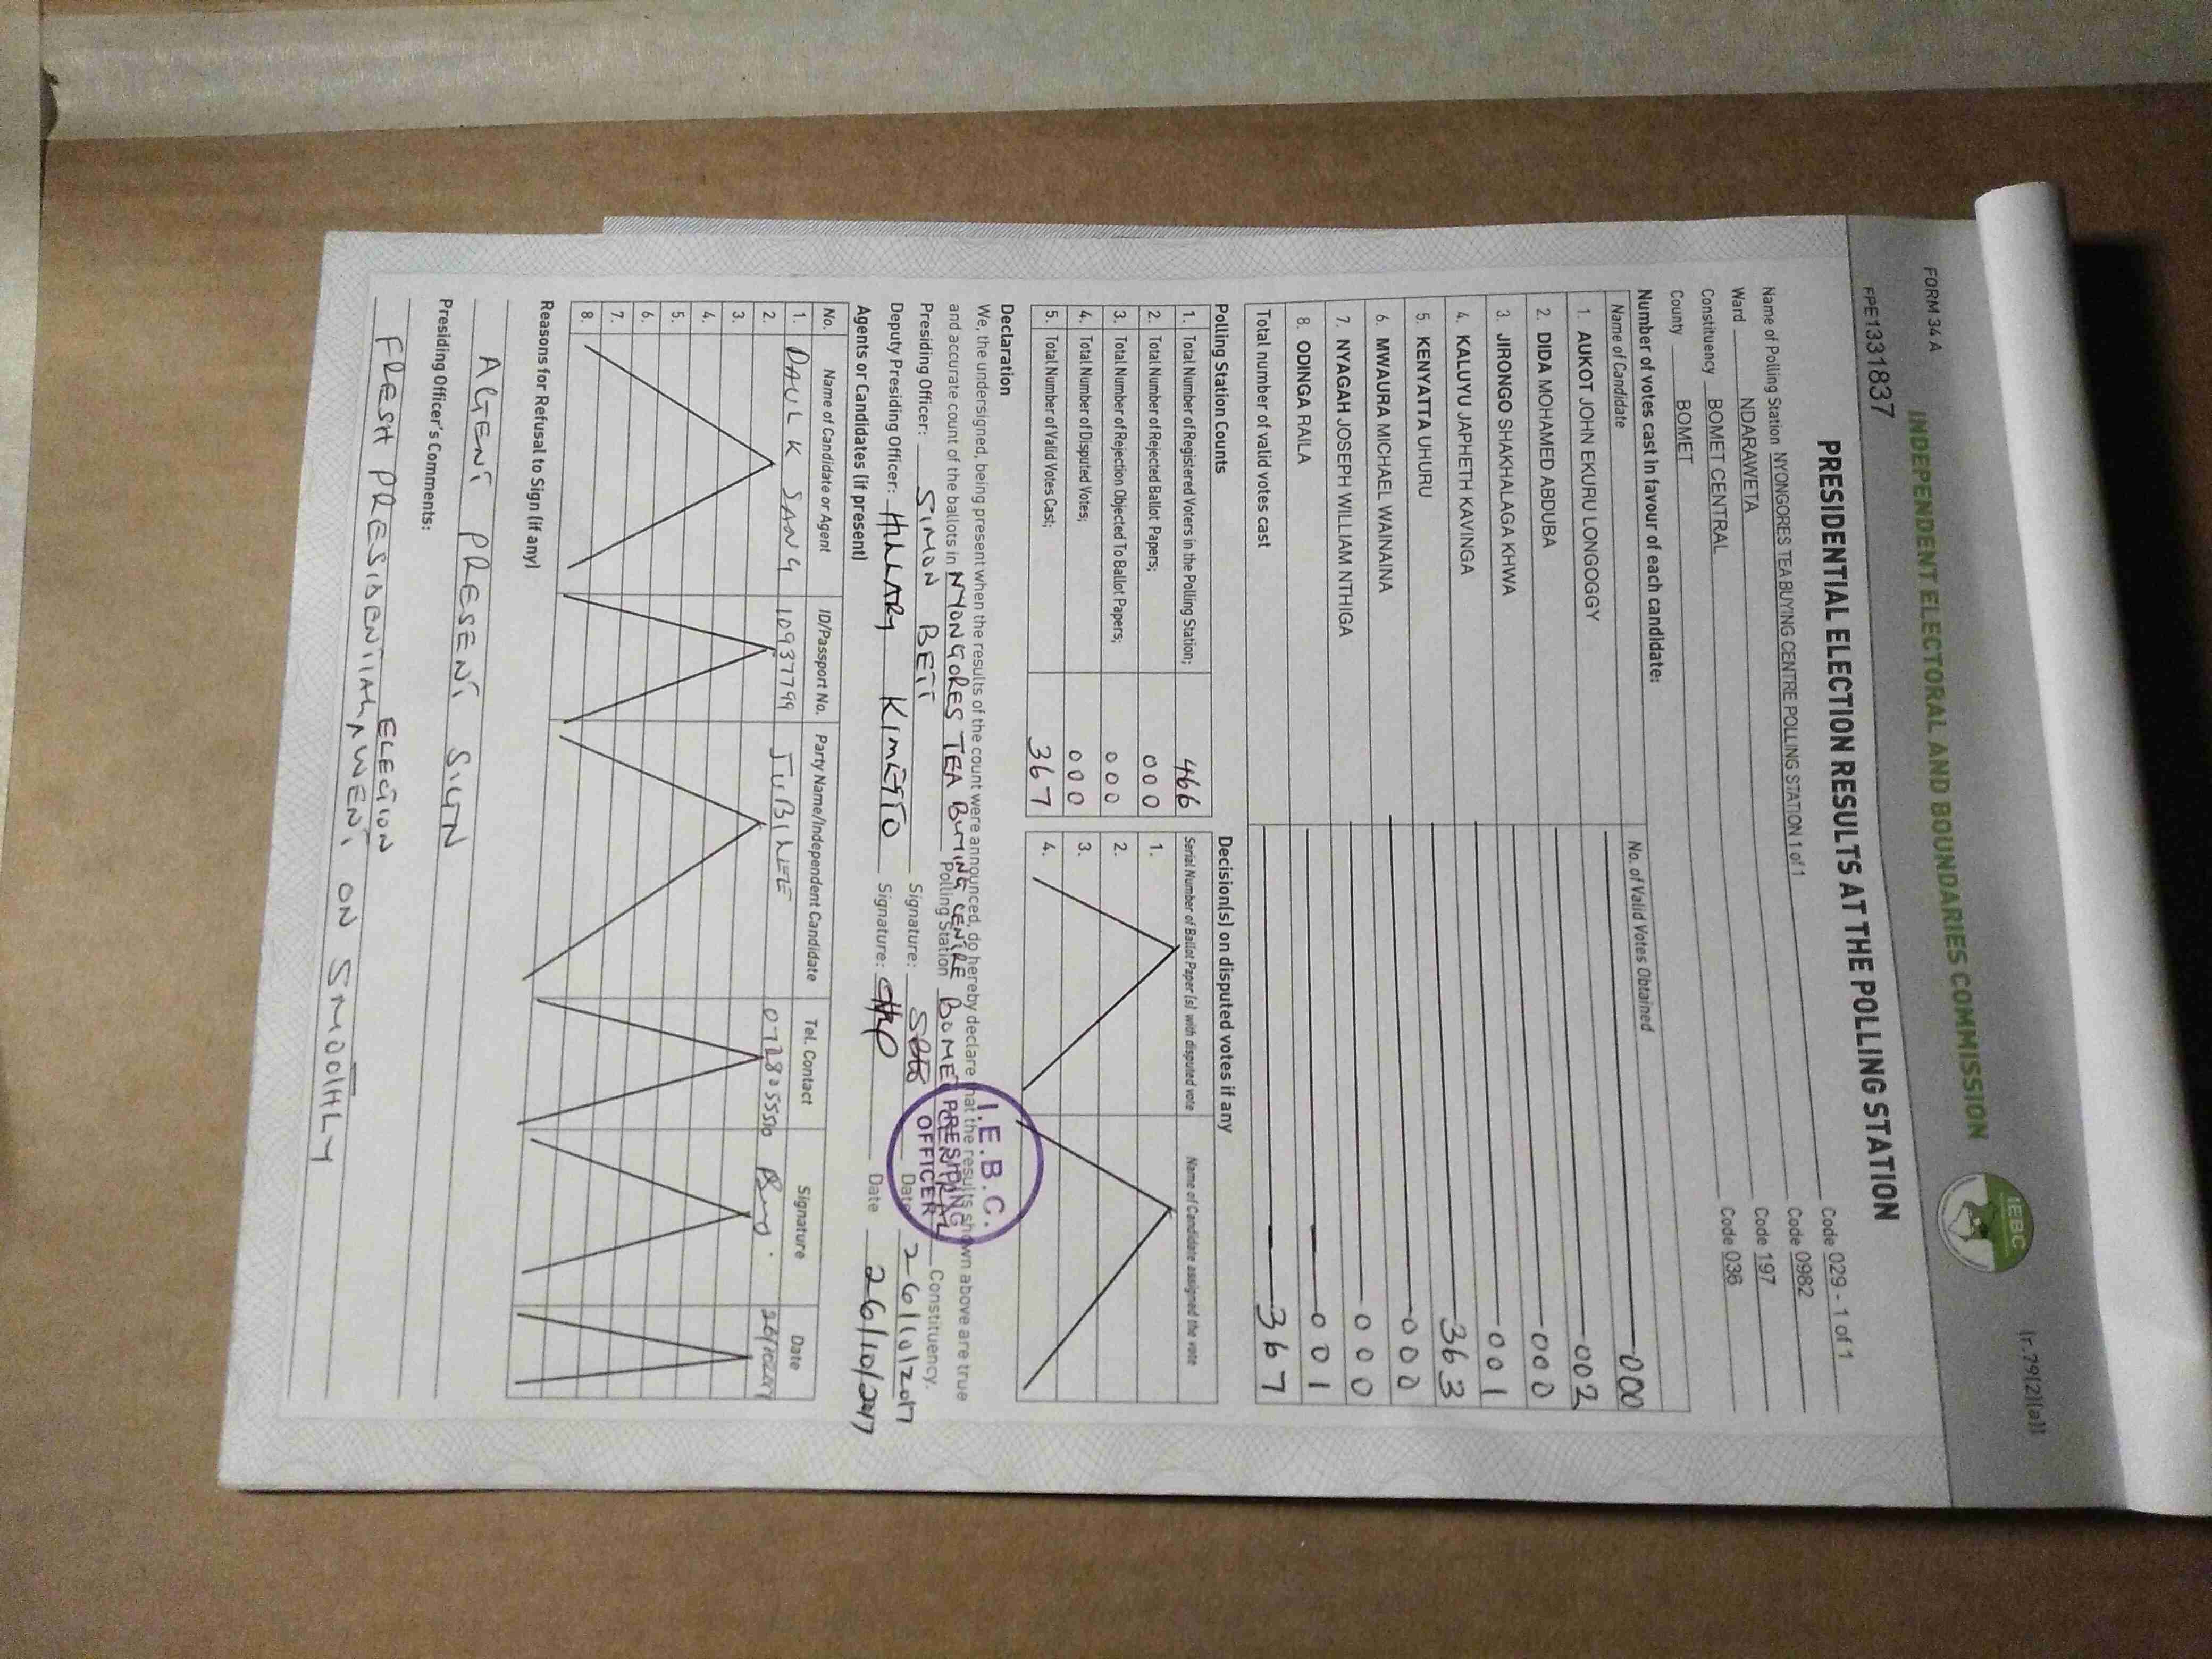 FORM 34 A
(r.79(2)(a))
INDEPENDENT ELECTORAL AND BOUNDARIES COMMISSION
IEBC
FPE1331837
PRESIDENTIAL ELECTION RESULTS AT THE POLLING STATION
Name of Polling Station NYONGORES TEA BUYING CENTRE POLLING STATION 1 of 1 Code 029 - 1 of 1
Ward NDARAWETA Code 0982
Constituency BOMET CENTRAL Code 197
County BOMET Code 036
Number of votes cast in favour of each candidate:
Name of Candidate No. of Valid Votes Obtained
1. AUKOT JOHN EKURU LONGOGGY 000
2. DIDA MOHAMED ABDUBA 002
3. JIRONGO SHAKHALAGA KHWA 000
4. KALUYU JAPHETH KAVINGA 001
5. KENYATTA UHURU 363
6. MWAURA MICHAEL WAINAINA 000
7. NYAGAH JOSEPH WILLIAM NTHIGA 000
8. ODINGA RAILA 001
Total number of valid votes cast 367
Polling Station Counts
1. Total Number of Registered Voters in the Polling Station; 466
2. Total Number of Rejected Ballot Papers; 000
3. Total Number of Rejection Objected To Ballot Papers; 000
4. Total Number of Disputed Votes; 000
5. Total Number of Valid Votes Cast; 367
Decision(s) on disputed votes if any
Serial Number of Ballot Paper (s) with disputed vote Name of Candidate assigned the vote
1.
2.
3.
4.
Declaration
We, the undersigned, being present when the results of the count were announced, do hereby declare that the results shown above are true
and accurate count of the ballots in NYONGORES TEA BUYING CENTRE Polling Station BOMET CENTRAL Constituency.
Presiding Officer: SIMON BETT Signature: Date 26/10/2017
Deputy Presiding Officer: HILLARY KIMETTO Signature: Date 26/10/2017
I.E.B.C.
PRESIDING
OFFICER
Agents or Candidates (if present)
No. Name of Candidate or Agent ID/Passport No. Party Name/Independent Candidate Tel. Contact Signature Date
1. PAUL K SANG 10937799 JUBILEE 26/10/2017
2.
3.
4.
5.
6.
7.
8.
Reasons for Refusal to Sign (if any)
AGENT PRESENT SIGN
Presiding Officer's Comments:
FRESH PRESIDENTIAL ELECTION WENT ON SMOOTHLY